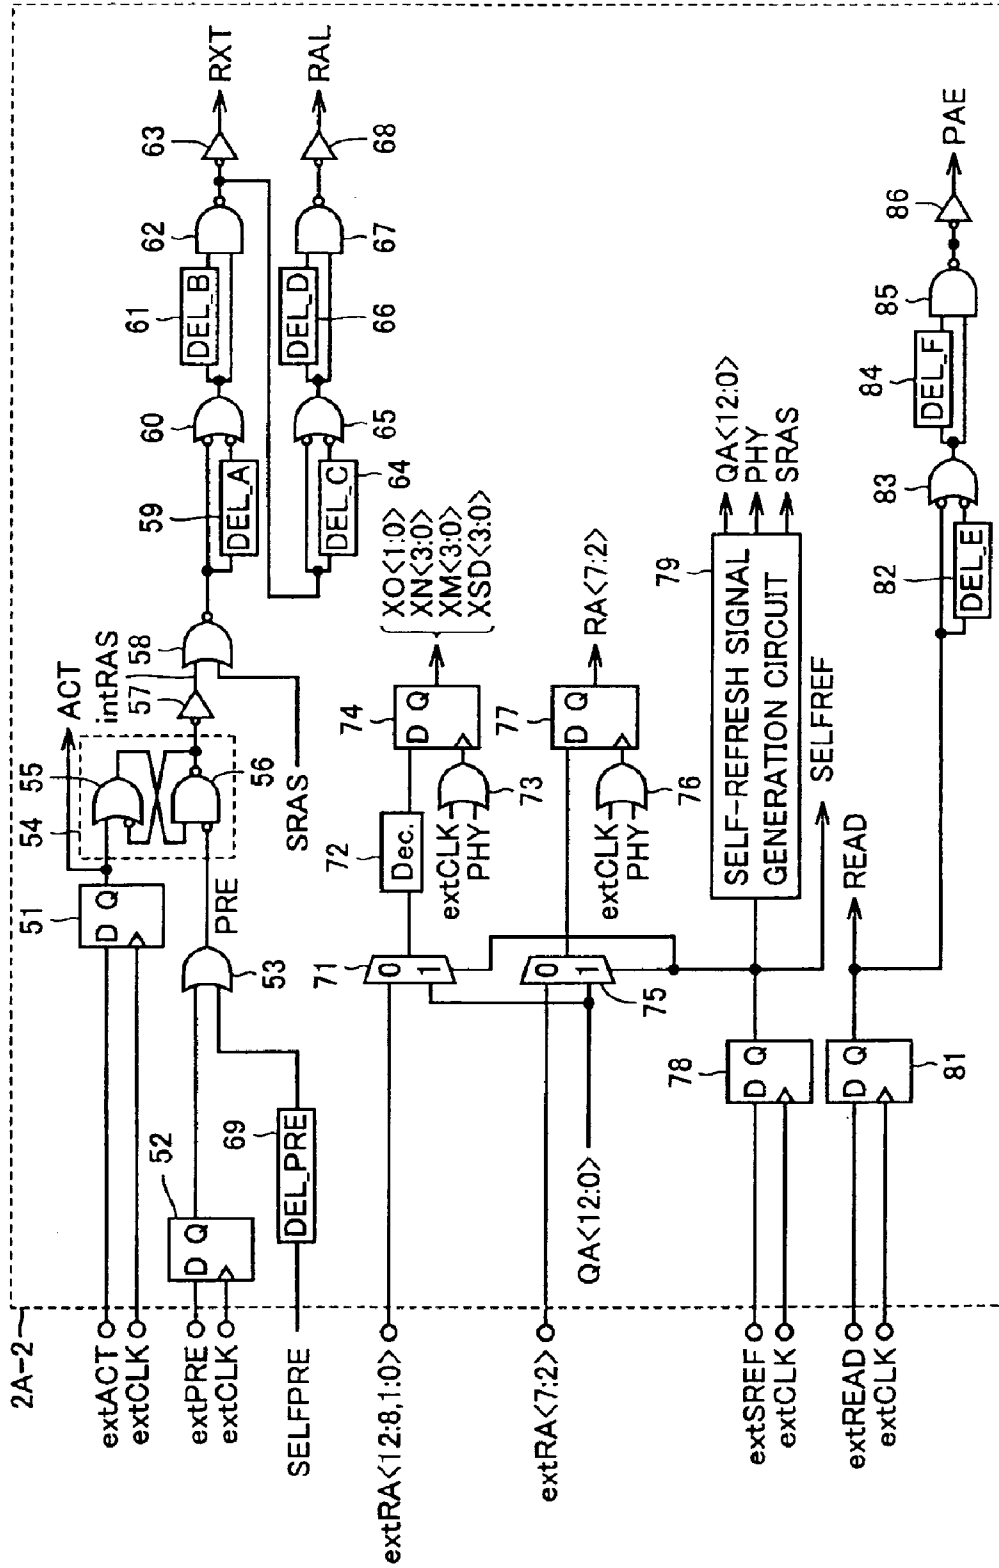 2A-2
extACT
extCLK
extPRE
extCLK
SELFPRE
extRA<12:8,1:0>
extRA<7:2>
extSREF
extCLK
extREAD
extCLK
51
D Q
ACT
54
55
56
52
D Q
53
PRE
69
DEL_PRE
intRAS
57
58
SRAS
59
DEL_A
60
61
DEL_B
62
63
RXT
64
DEL_C
65
66
DEL_D
67
68
RAL
71
0
1
72
Dec.
extCLK
PHY
73
74
D Q
XO<1:0>
XN<3:0>
XM<3:0>
XSD<3:0>
75
0
1
QA<12:0>
extCLK
PHY
76
77
D Q
RA<7:2>
78
D Q
79
SELF-REFRESH SIGNAL
GENERATION CIRCUIT
QA<12:0>
PHY
SRAS
SELFREF
81
D Q
READ
82
DEL_E
83
84
DEL_F
85
86
PAE